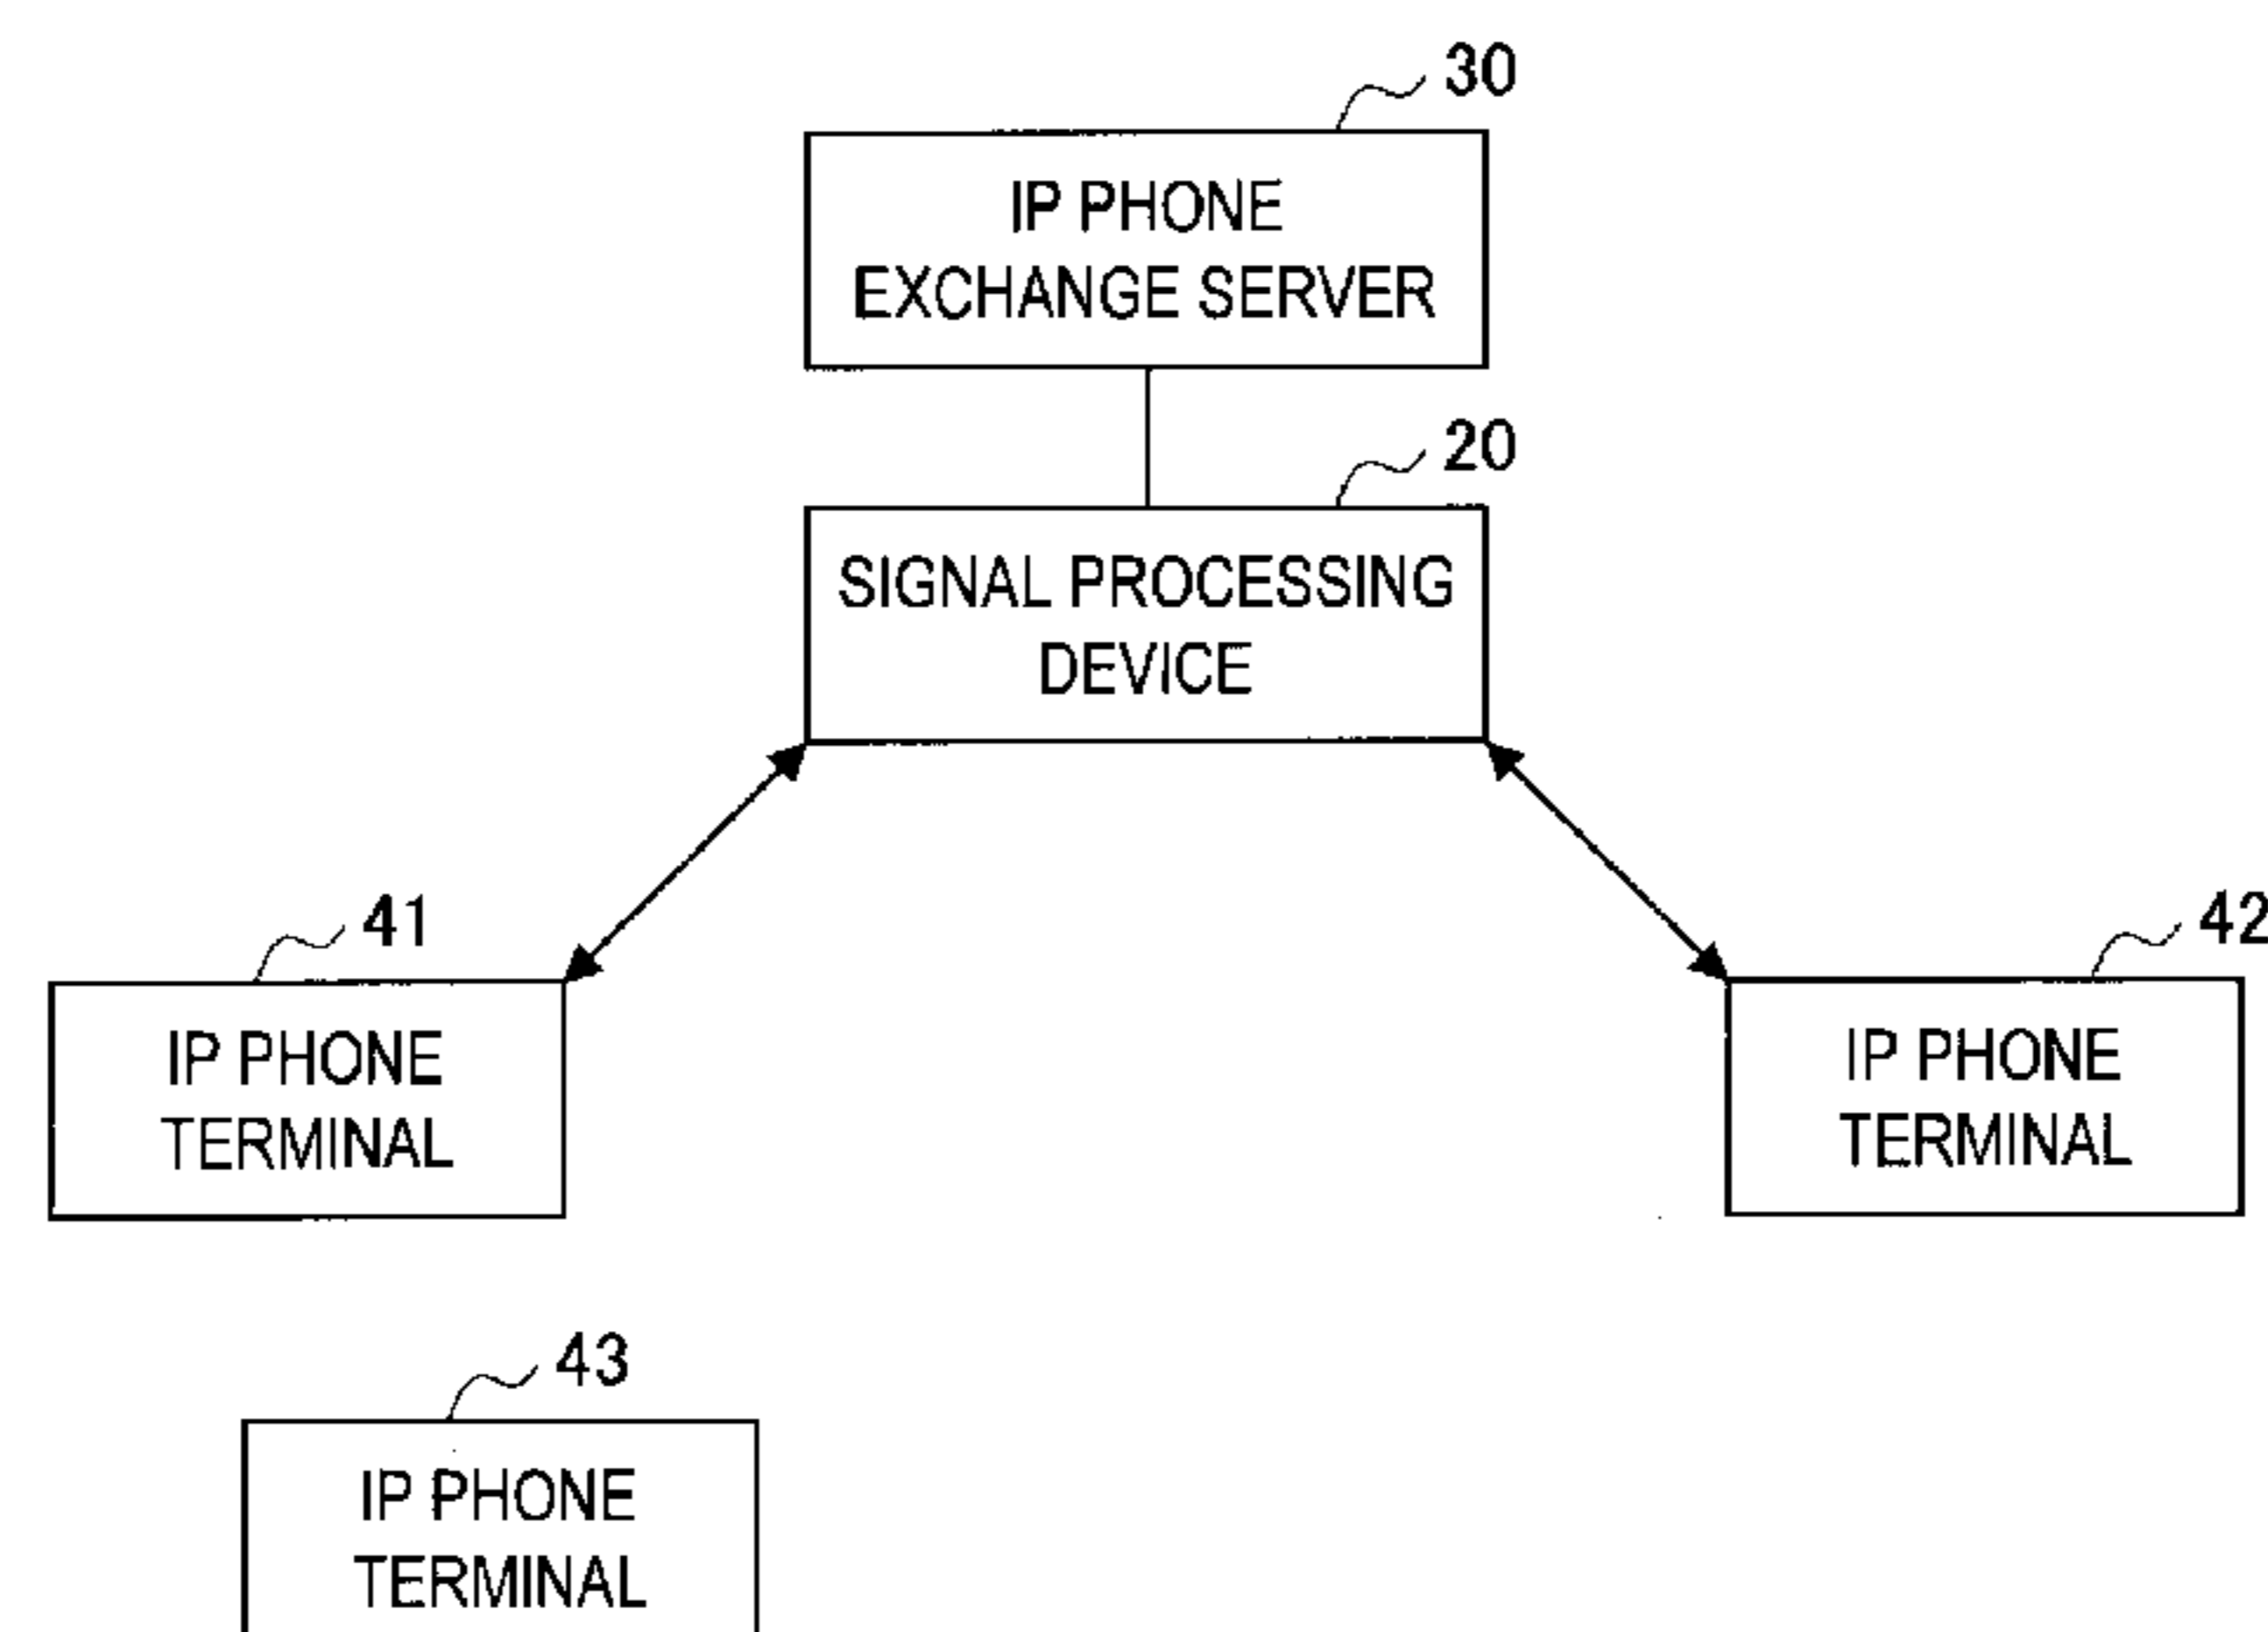 30
IP PHONE
EXCHANGE SERVER
20
SIGNAL PROCESSING
DEVICE
41
IP PHONE
TERMINAL
42
IP PHONE
TERMINAL
43
IP PHONE
TERMINAL